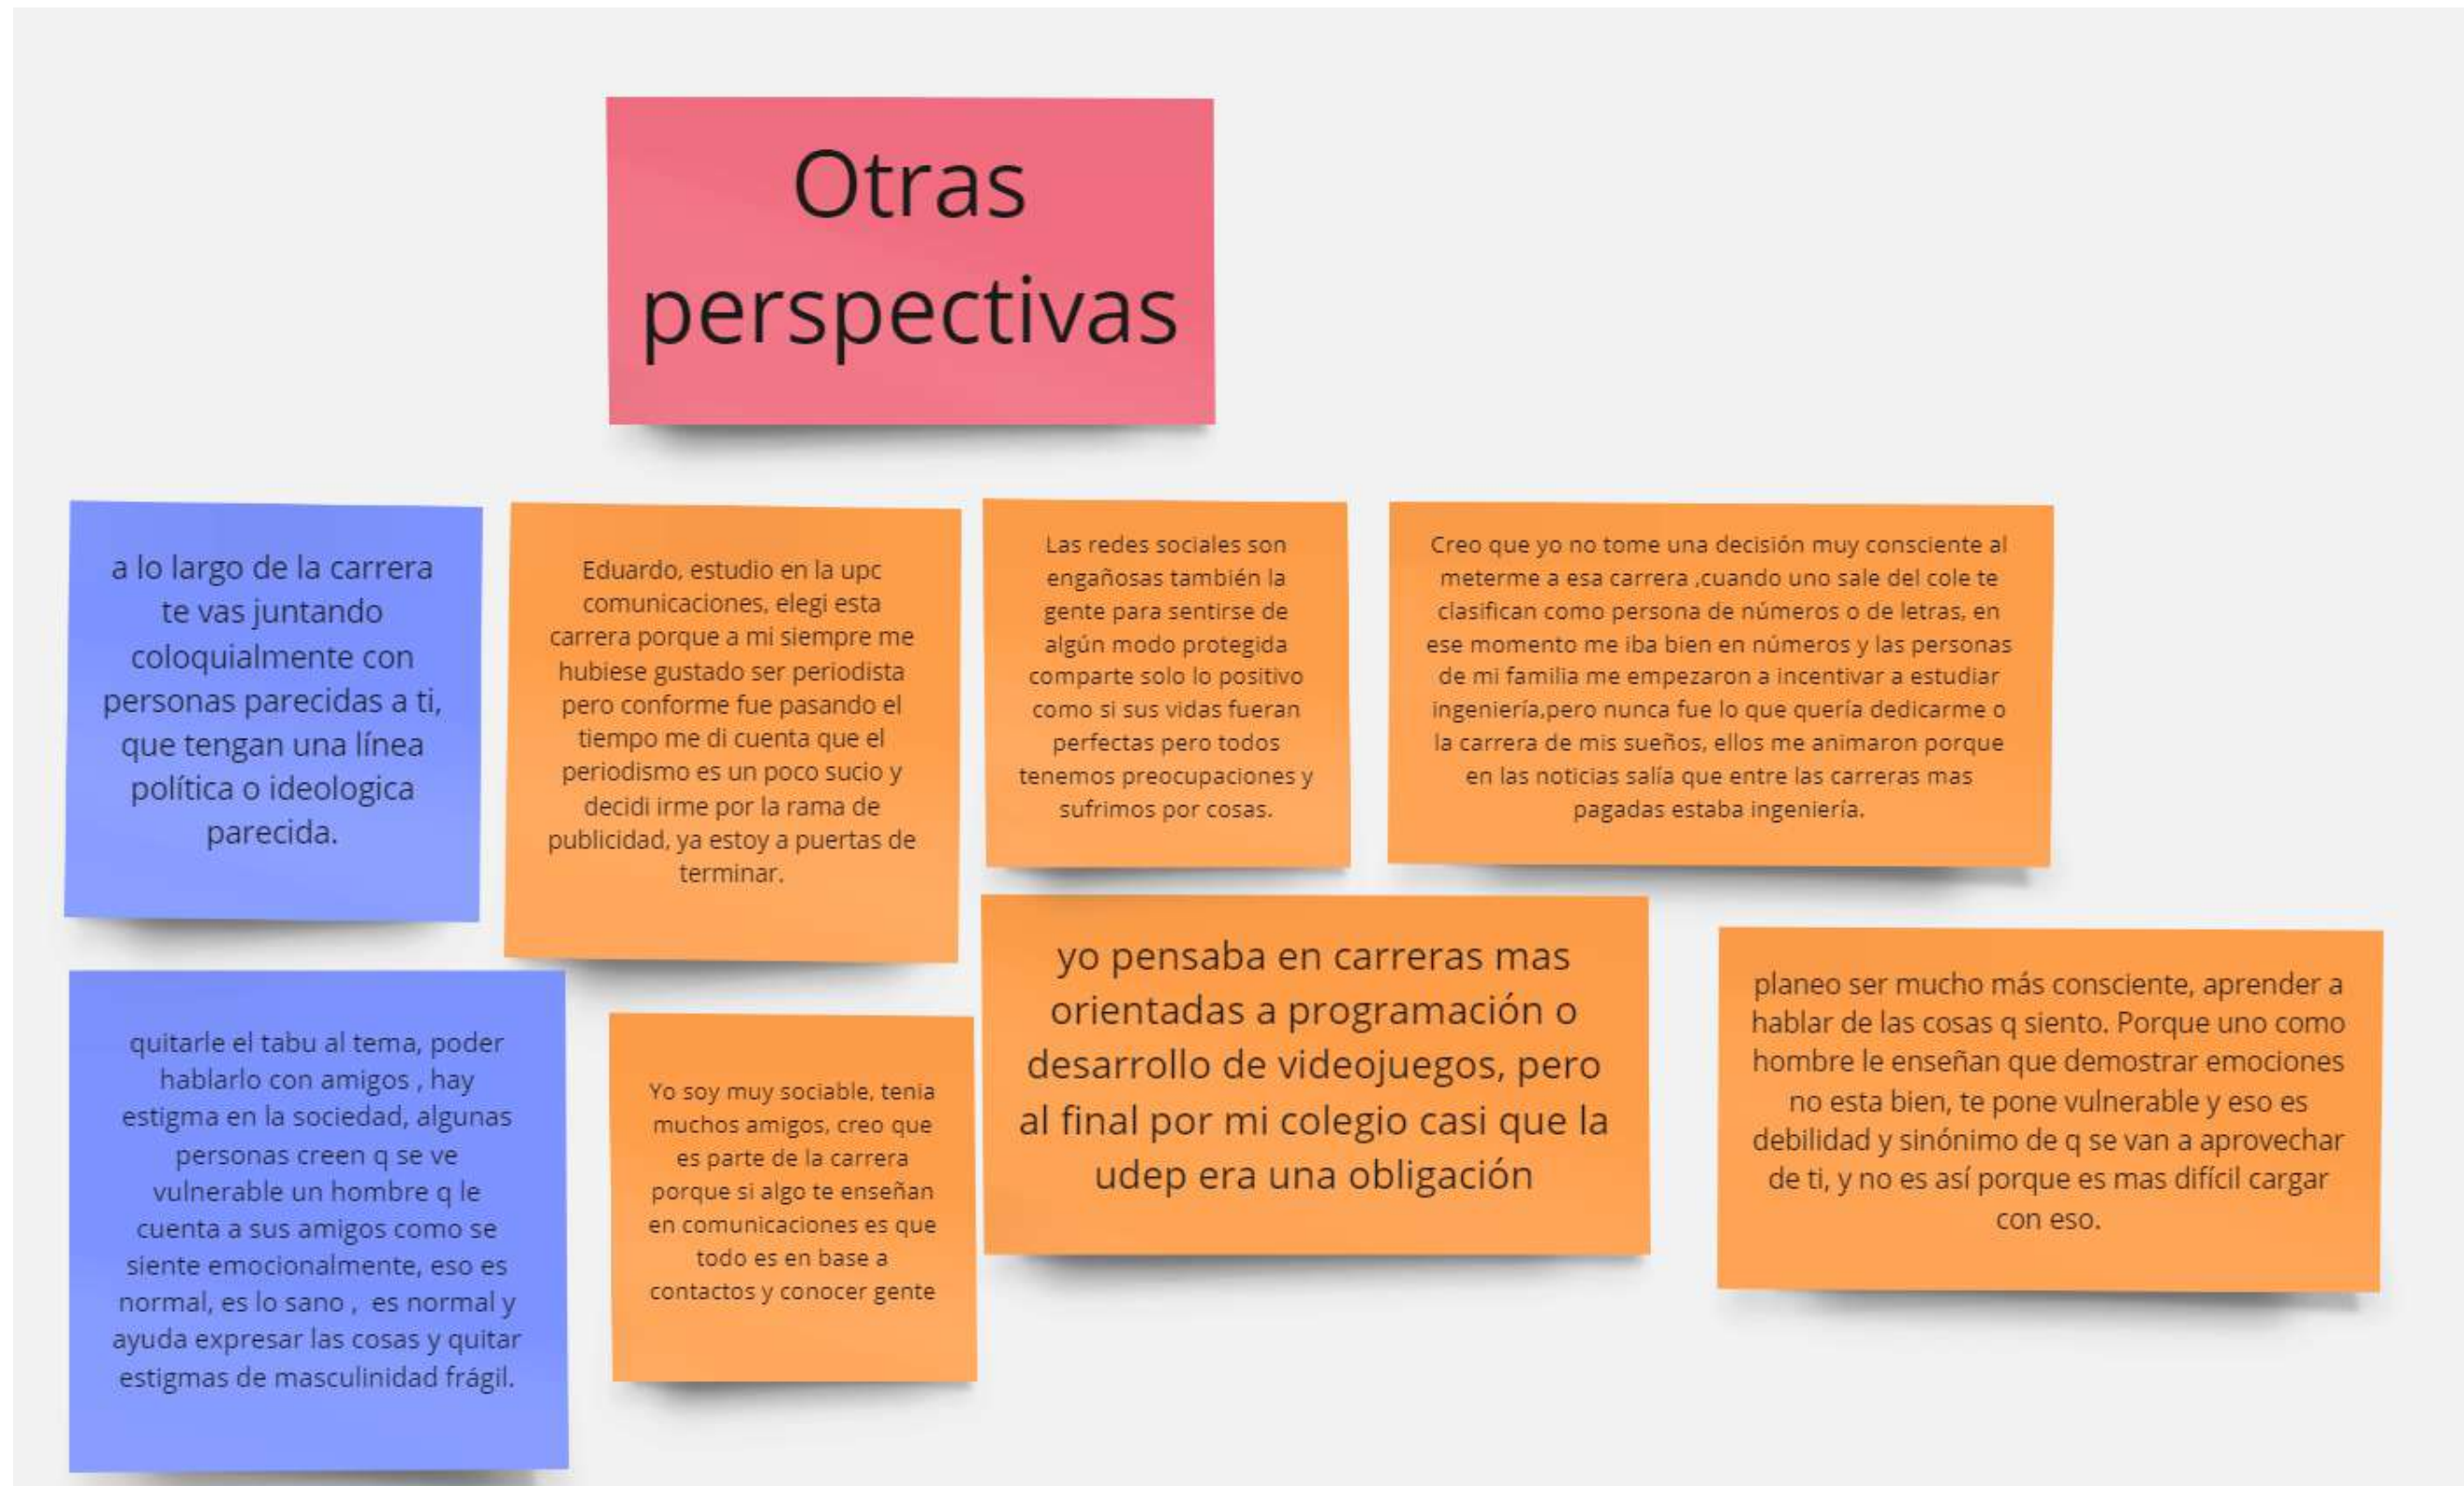 Otras
perspectivas
a lo largo de la carrera
te vas juntando
coloquialmente con
personas parecidas a ti,
que tengan una línea
política o ideologica
parecida.
Eduardo, estudio en la upc
comunicaciones, elegi esta
carrera porque a mi siempre me
hubiese gustado ser periodista
pero conforme fue pasando el
tiempo me di cuenta que el
periodismo es un poco sucio y
decidi irme por la rama de
publicidad, ya estoy a puertas de
terminar.
Las redes sociales son
engañosas también la
gente para sentirse de
algún modo protegida
comparte solo lo positivo
como si sus vidas fueran
perfectas pero todos
tenemos preocupaciones y
sufrimos por cosas.
Creo que yo no tome una decisión muy consciente al
meterme a esa carrera ,cuando uno sale del cole te
clasifican como persona de números o de letras, en
ese momento me iba bien en números y las personas
de mi familia me empezaron a incentivar a estudiar
ingeniería,pero nunca fue lo que quería dedicarme o
la carrera de mis sueños, ellos me animaron porque
en las noticias salía que entre las carreras mas
pagadas estaba ingeniería.
quitarle el tabu al tema, poder
hablarlo con amigos , hay
estigma en la sociedad, algunas
personas creen q se ve
vulnerable un hombre q le
cuenta a sus amigos como se
siente emocionalmente, eso es
normal, es lo sano , es normal y
ayuda expresar las cosas y quitar
estigmas de masculinidad frágil.
Yo soy muy sociable, tenia
muchos amigos, creo que
es parte de la carrera
porque si algo te enseñan
en comunicaciones es que
todo es en base a
contactos y conocer gente
yo pensaba en carreras mas
orientadas a programación o
desarrollo de videojuegos, pero
al final por mi colegio casi que la
udep era una obligación
planeo ser mucho más consciente, aprender a
hablar de las cosas q siento. Porque uno como
hombre le enseñan que demostrar emociones
no esta bien, te pone vulnerable y eso es
debilidad y sinónimo de q se van a aprovechar
de ti, y no es así porque es mas difícil cargar
con eso.